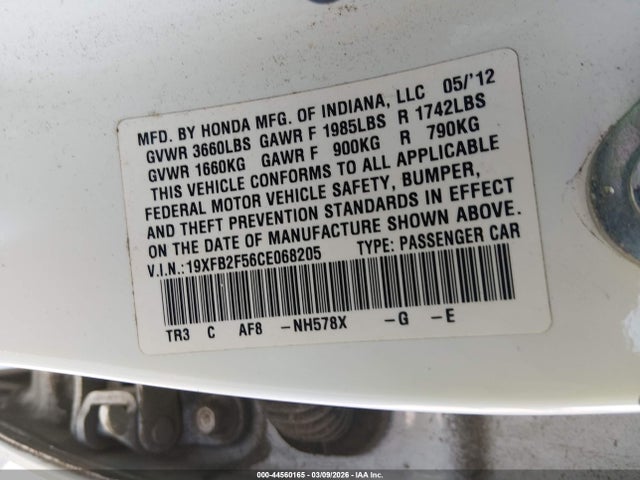 MFD. BY HONDA MFG. OF INDIANA, LLC 05/'12
GVWR 3660LBS GAWR F 1985LBS R 1742LBS
GVWR 1660KG GAWR F 900KG R 790KG
THIS VEHICLE CONFORMS TO ALL APPLICABLE
FEDERAL MOTOR VEHICLE SAFETY, BUMPER,
AND THEFT PREVENTION STANDARDS IN EFFECT
ON THE DATE OF MANUFACTURE SHOWN ABOVE.
V.I.N.:19XFB2F56CE068205 TYPE: PASSENGER CAR
TR3 C AF8 -NH578X -G -E
000-44560165 - 03/09/2026 - IAA Inc.